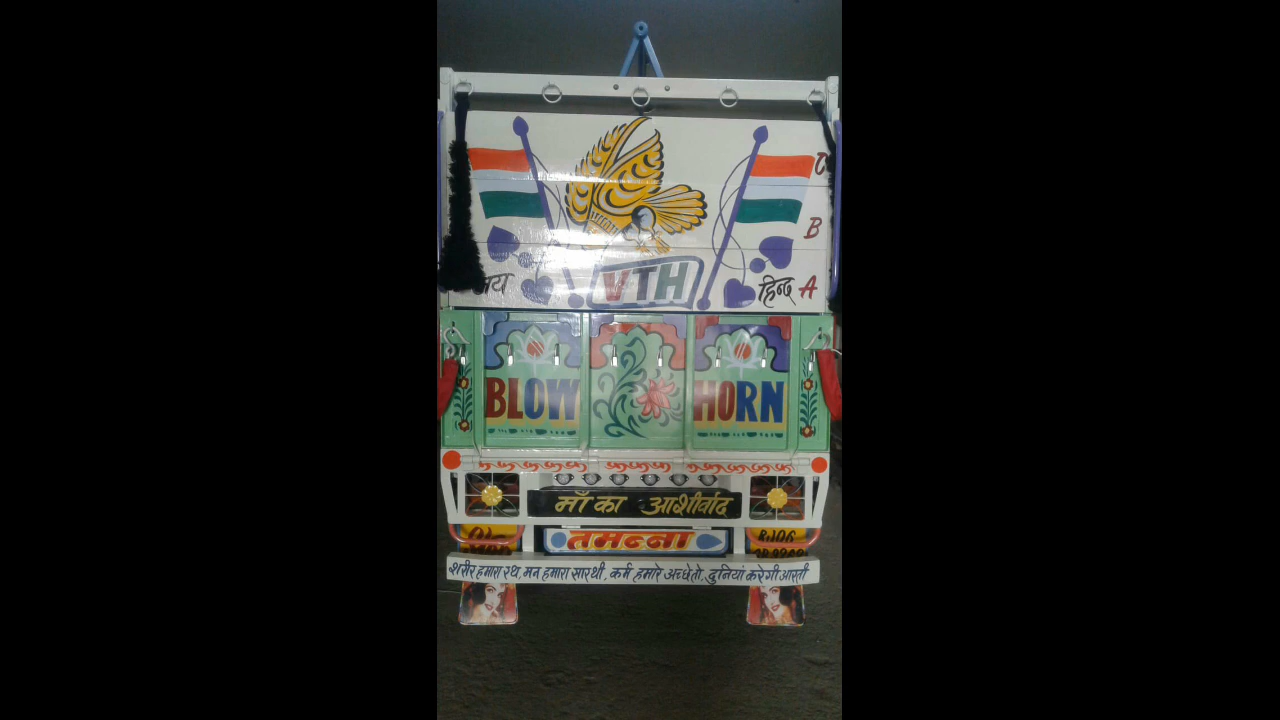 C
B
जय VTH हिन्द A
BLOW HORN
माँ का आशीर्वाद
तमन्ना
शरीर हमारा रथ, मन हमारा सारथी, कर्म हमारे अच्छे तो, दुनियां करेगी आरती